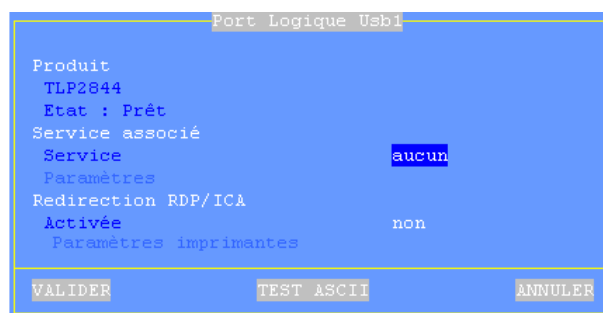 Port Logique Usb1
Produit
TLP2844
Etat : Prêt
Service associé
Service aucun
Paramètres
Redirection RDP/ICA
Activée non
Paramètres imprimantes
VALIDER TEST ASCII ANNULER